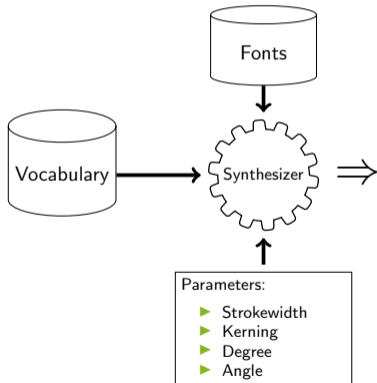 Fonts
Vocabulary
Synthesizer
Parameters:
Strokewidth
Kerning
Degree
Angle